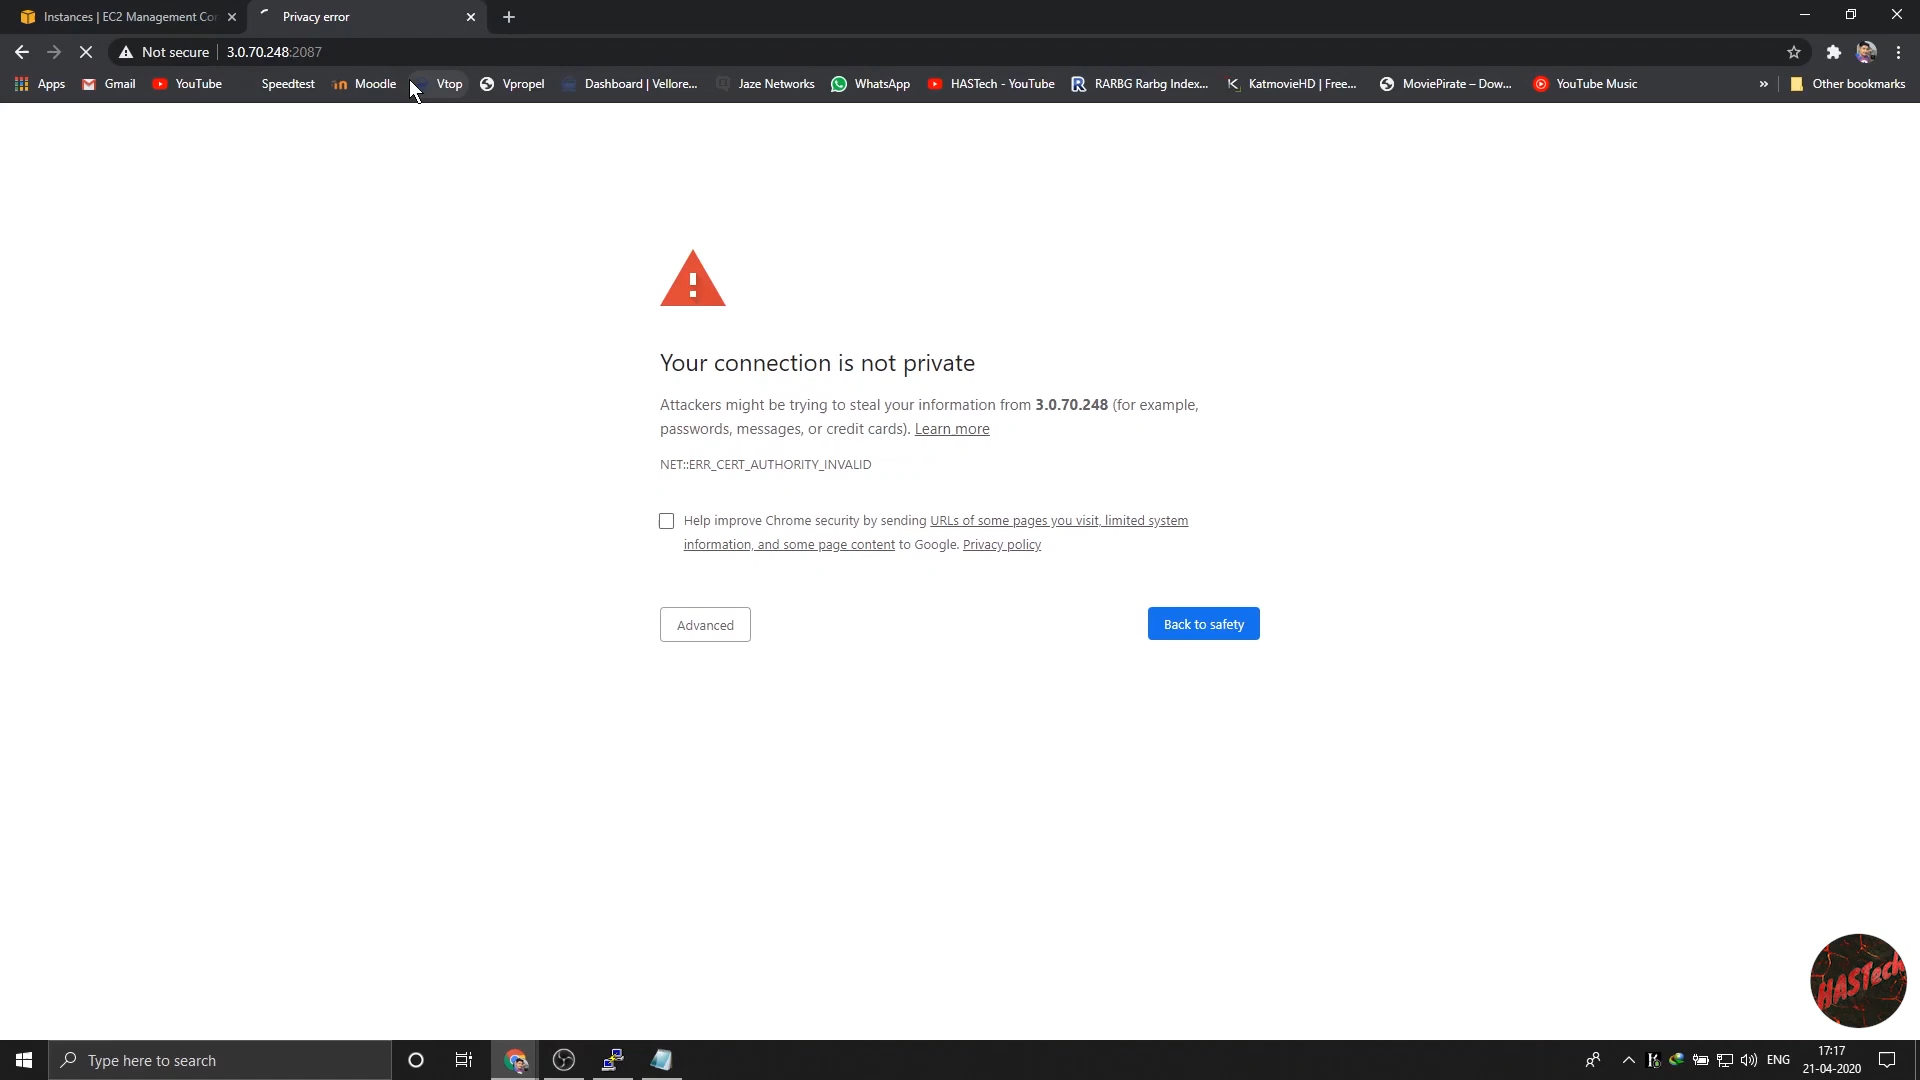 Instances | EC2 Management Cor
Privacy error
Not secure
3.0.70.248:2087
Apps
Gmail
YouTube
Speedtest
Moodle
Vtop
Vpropel
Dashboard | Vellore...
Jaze Networks
WhatsApp
HASTech - YouTube
RARBG Rarbg Index...
KatmovieHD | Free...
MoviePirate – Dow...
YouTube Music
»
Other bookmarks
Your connection is not private
Attackers might be trying to steal your information from 3.0.70.248 (for example,
passwords, messages, or credit cards). Learn more
NET::ERR_CERT_AUTHORITY_INVALID
Help improve Chrome security by sending URLs of some pages you visit, limited system
information, and some page content to Google. Privacy policy
Advanced
Back to safety
HASTech
Type here to search
ENG
17:17
21-04-2020